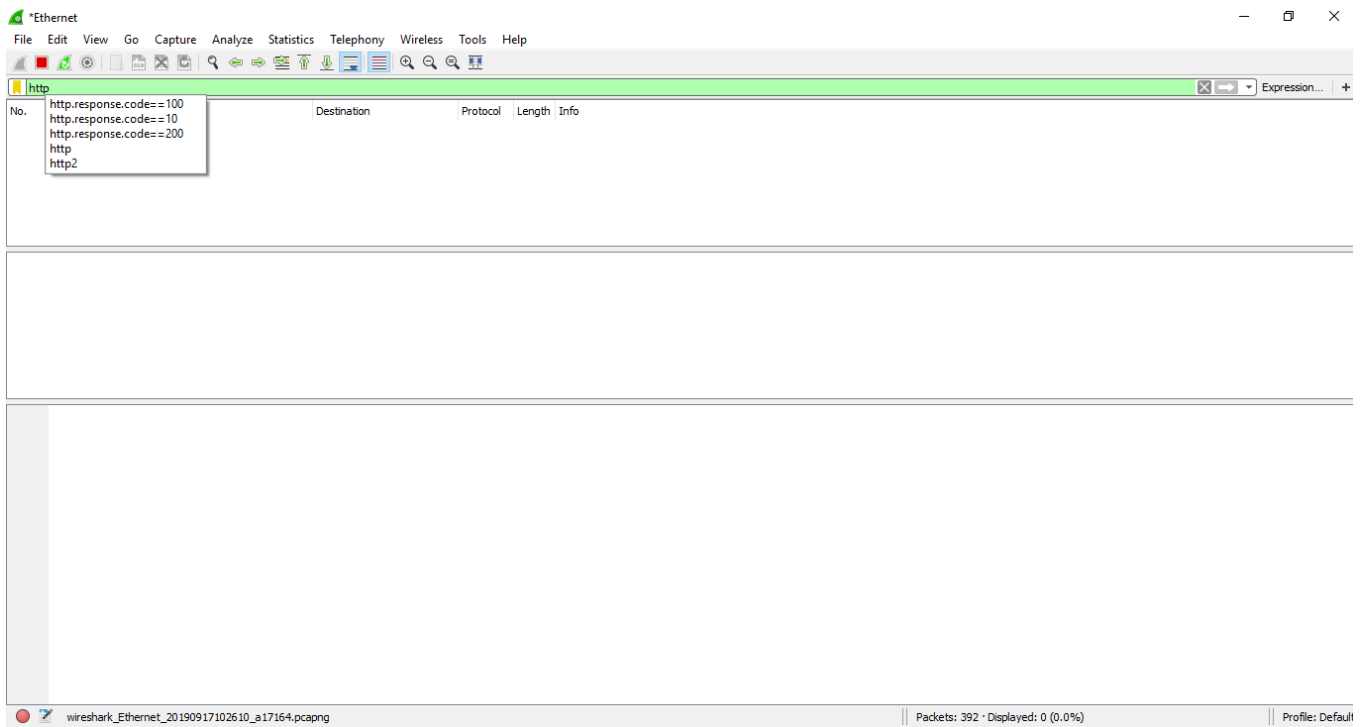 *Ethernet
File Edit View Go Capture Analyze Statistics Telephony Wireless Tools Help
http
Expression... +
No. Destination Protocol Length Info
http.response.code==100
http.response.code==10
http.response.code==200
http
http2
wireshark_Ethernet_20190917102610_a17164.pcapng
Packets: 392 · Displayed: 0 (0.0%)
Profile: Default